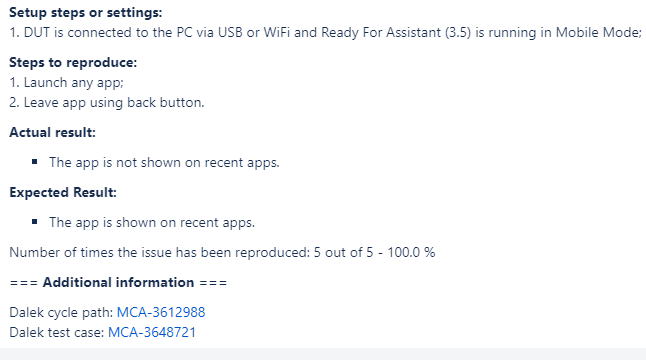 Setup steps or settings:
1. DUT is connected to the PC via USB or WiFi and Ready For Assistant (3.5) is running in Mobile Mode;
Steps to reproduce:
1. Launch any app;
2. Leave app using back button.
Actual result:
▪ The app is not shown on recent apps.
Expected Result:
▪ The app is shown on recent apps.
Number of times the issue has been reproduced: 5 out of 5 - 100.0 %
=== Additional information ===
Dalek cycle path: MCA-3612988
Dalek test case: MCA-3648721